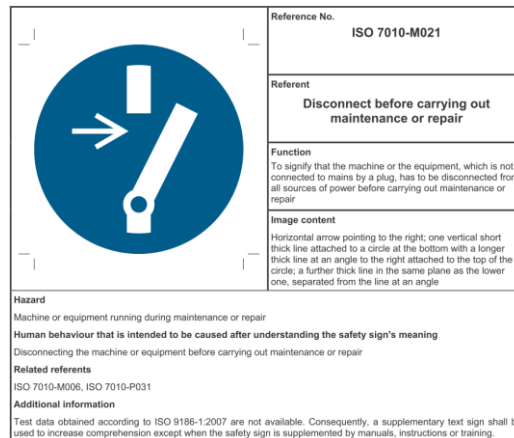 Reference No.
ISO 7010-M021
Referent
Disconnect before carrying out
maintenance or repair
Function
To signify that the machine or the equipment, which is not
connected to mains by a plug, has to be disconnected from
all sources of power before carrying out maintenance or
repair
Image content
Horizontal arrow pointing to the right; one vertical short
thick line attached to a circle at the bottom with a longer
thick line at an angle to the right attached to the top of the
circle; a further thick line in the same plane as the lower
one, separated from the line at an angle
Hazard
Machine or equipment running during maintenance or repair
Human behaviour that is intended to be caused after understanding the safety sign's meaning
Disconnecting the machine or equipment before carrying out maintenance or repair
Related referents
ISO 7010-M006, ISO 7010-P031
Additional information
Test data obtained according to ISO 9186-1:2007 are not available. Consequently, a supplementary text sign shall
used to increase comprehension except when the safety sign is supplemented by manuals, instructions or training.